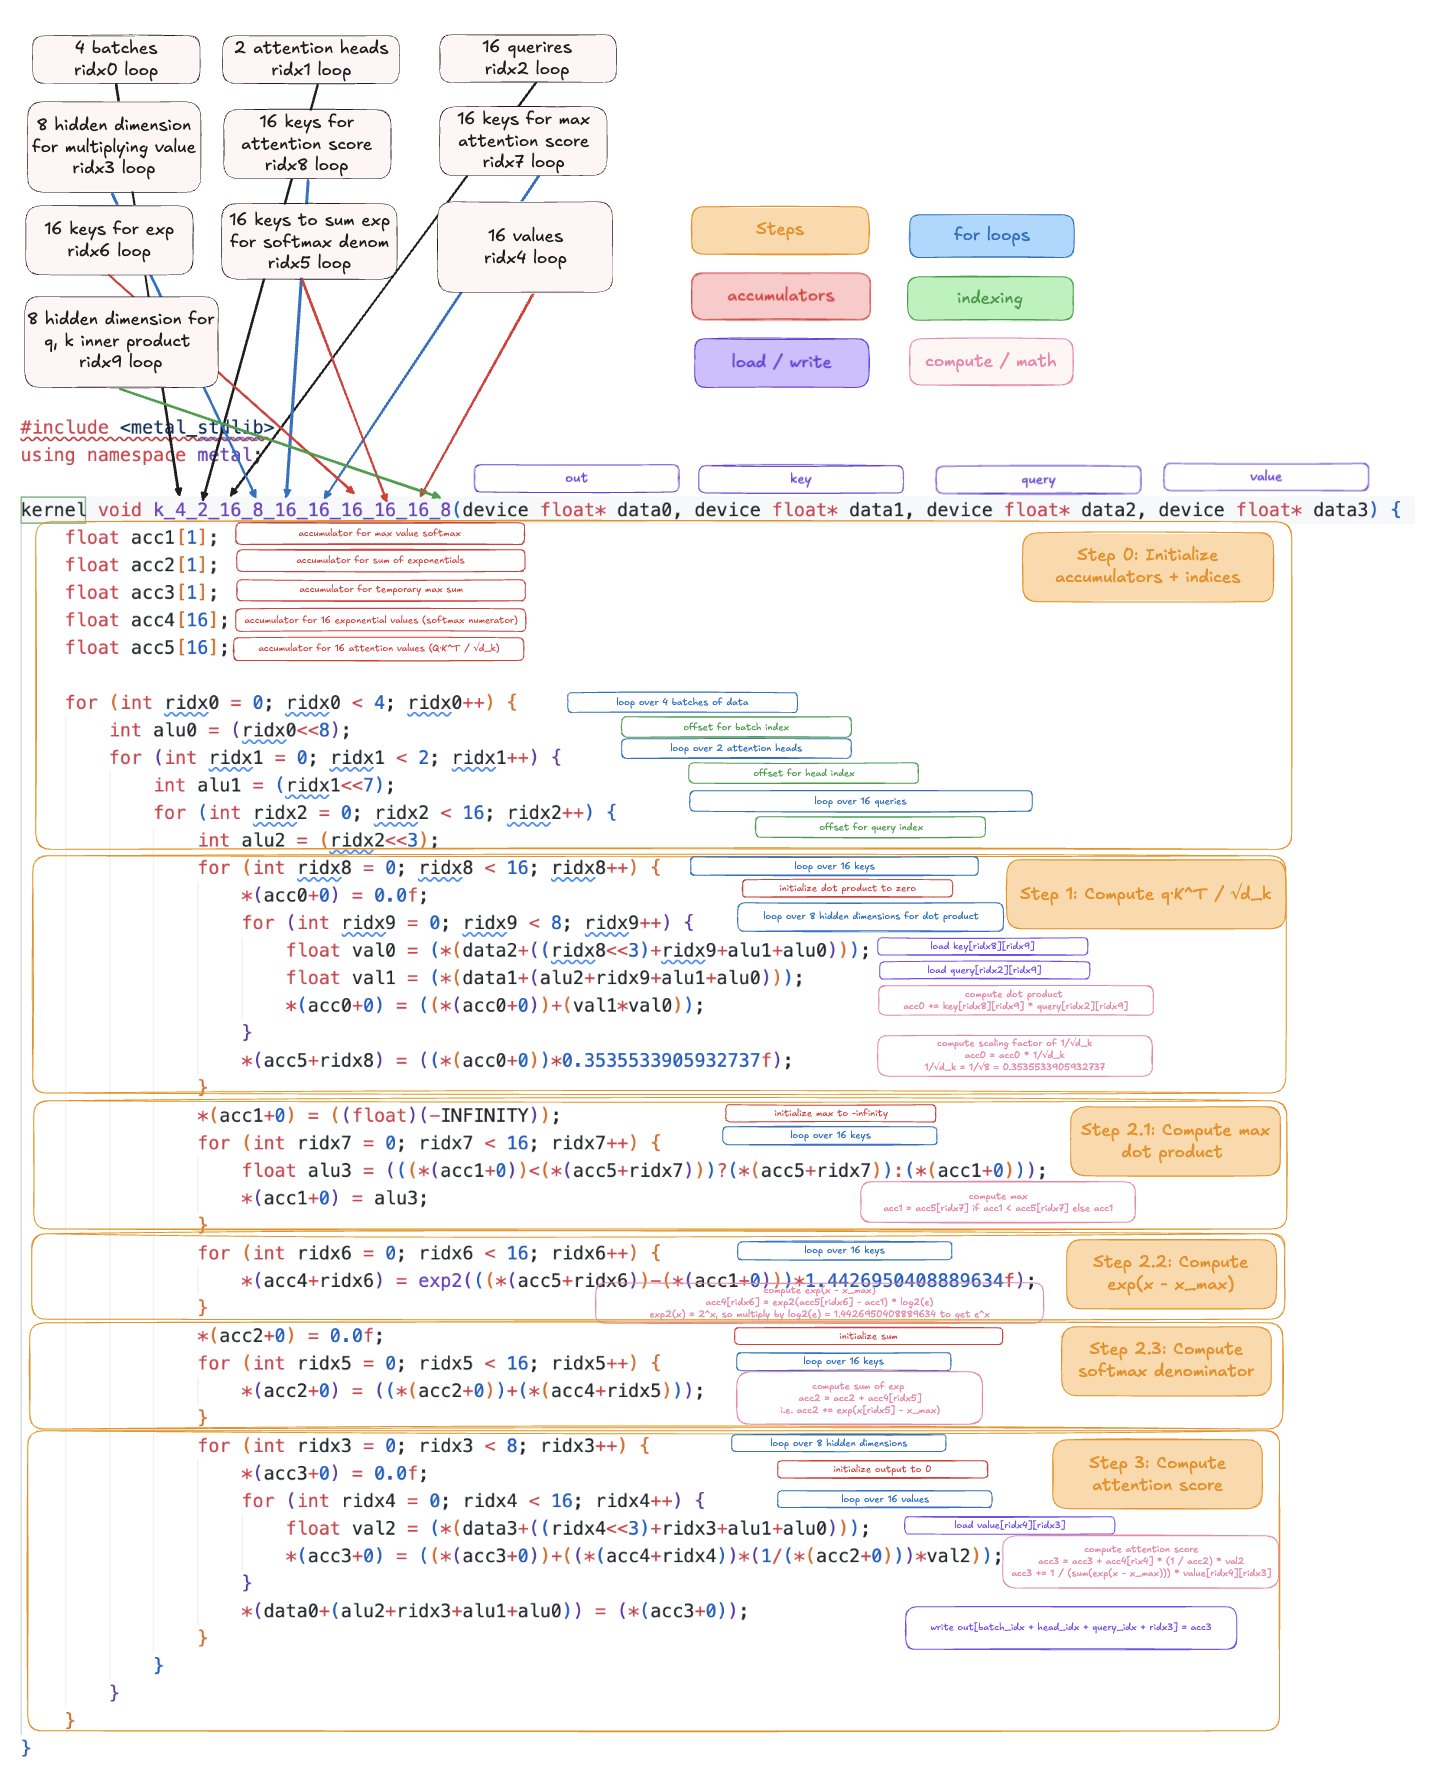 4 batches
ridx0 loop
2 attention heads
ridx1 loop
16 querires
ridx2 loop
8 hidden dimension
for multiplying value
ridx3 loop
16 keys for
attention score
ridx8 loop
16 keys for max
attention score
ridx7 loop
16 keys for exp
ridx6 loop
16 keys to sum exp
for softmax denom
ridx5 loop
16 values
ridx4 loop
8 hidden dimension for
q, k inner product
ridx9 loop
Steps
for loops
accumulators
indexing
load / write
compute / math
#include <metal_stdlib>
using namespace metal;
out
key
query
value
kernel void k_4_2_16_8_16_16_16_16_16_8(device float* data0, device float* data1, device float* data2, device float* data3) {
float acc1[1];
accumulator for max value softmax
Step 0: Initialize
accumulators + indices
float acc2[1];
accumulator for sum of exponentials
float acc3[1];
accumulator for temporary max sum
float acc4[16];
accumulator for 16 exponential values (softmax numerator)
float acc5[16];
accumulator for 16 attention values (Q·K^T / √d_k)
for (int ridx0 = 0; ridx0 < 4; ridx0++) {
loop over 4 batches of data
int alu0 = (ridx0<<8);
offset for batch index
for (int ridx1 = 0; ridx1 < 2; ridx1++) {
loop over 2 attention heads
int alu1 = (ridx1<<7);
offset for head index
for (int ridx2 = 0; ridx2 < 16; ridx2++) {
loop over 16 queries
int alu2 = (ridx2<<3);
offset for query index
for (int ridx8 = 0; ridx8 < 16; ridx8++) {
loop over 16 keys
Step 1: Compute q·K^T / √d_k
*(acc0+0) = 0.0f;
initialize dot product to zero
for (int ridx9 = 0; ridx9 < 8; ridx9++) {
loop over 8 hidden dimensions for dot product
float val0 = (*(data2+((ridx8<<3)+ridx9+alu1+alu0)));
load key[ridx8][ridx9]
float val1 = (*(data1+(alu2+ridx9+alu1+alu0)));
load query[ridx2][ridx9]
*(acc0+0) = ((*(acc0+0))+(val1*val0));
compute dot product
acc0 += key[ridx8][ridx9] * query[ridx2][ridx9]
}
*(acc5+ridx8) = ((*(acc0+0))*0.3535533905932737f);
compute scaling factor of 1/√d_k
acc0 = acc0 * 1/√d_k
1/√d_k = 1/√8 = 0.3535533905932737
}
*(acc1+0) = ((float)(-INFINITY));
initialize max to -infinity
for (int ridx7 = 0; ridx7 < 16; ridx7++) {
loop over 16 keys
Step 2.1: Compute max
dot product
float alu3 = (((*(acc1+0))<(*(acc5+ridx7)))?(*(acc5+ridx7)):(*(acc1+0)));
*(acc1+0) = alu3;
compute max
acc1 = acc5[ridx7] if acc1 < acc5[ridx7] else acc1
}
for (int ridx6 = 0; ridx6 < 16; ridx6++) {
loop over 16 keys
Step 2.2: Compute
exp(x - x_max)
*(acc4+ridx6) = exp2(((*(acc5+ridx6))-(*(acc1+0)))*1.4426950408889634f);
compute exp(x - x_max)
acc4[ridx6] = exp2(acc5[ridx6] - acc1) * log2(e)
exp2(x) = 2^x, so multiply by log2(e) = 1.4426950408889634 to get e^x
}
*(acc2+0) = 0.0f;
initialize sum
Step 2.3: Compute
softmax denominator
for (int ridx5 = 0; ridx5 < 16; ridx5++) {
loop over 16 keys
*(acc2+0) = ((*(acc2+0))+(*(acc4+ridx5)));
compute sum of exp
acc2 = acc2 + acc4[ridx5]
i.e. acc2 += exp(x[ridx5] - x_max)
}
for (int ridx3 = 0; ridx3 < 8; ridx3++) {
loop over 8 hidden dimensions
Step 3: Compute
attention score
*(acc3+0) = 0.0f;
initialize output to 0
for (int ridx4 = 0; ridx4 < 16; ridx4++) {
loop over 16 values
float val2 = (*(data3+((ridx4<<3)+ridx3+alu1+alu0)));
load value[ridx4][ridx3]
*(acc3+0) = ((*(acc3+0))+((*(acc4+ridx4))*(1/(*(acc2+0)))*val2));
compute attention score
acc3 = acc3 + acc4[rix4] * (1 / acc2) * val2
acc3 += 1 / (sum(exp(x - x_max))) * value[ridx4][ridx3]
}
*(data0+(alu2+ridx3+alu1+alu0)) = (*(acc3+0));
write out[batch_idx + head_idx + query_idx + ridx3] = acc3
}
}
}
}
}